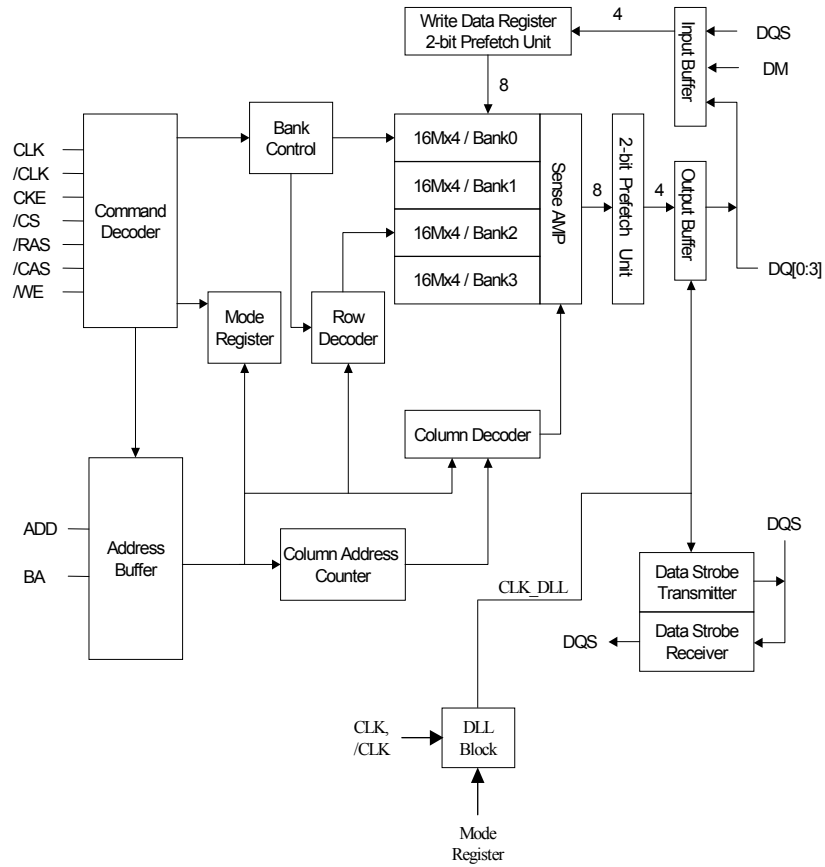 Write Data Register
2-bit Prefetch Unit
4
Input Buffer
DQS
DM
8
Bank
Control
16Mx4 / Bank0
16Mx4 / Bank1
16Mx4 / Bank2
16Mx4 / Bank3
Sense AMP
8
2-bit Prefetch Unit
4
Output Buffer
DQ[0:3]
CLK
/CLK
CKE
/CS
/RAS
/CAS
/WE
Command
Decoder
Mode
Register
Row
Decoder
Column Decoder
ADD
BA
Address
Buffer
Column Address
Counter
CLK_DLL
DQS
Data Strobe
Transmitter
Data Strobe
Receiver
DQS
CLK,
/CLK
DLL
Block
Mode
Register